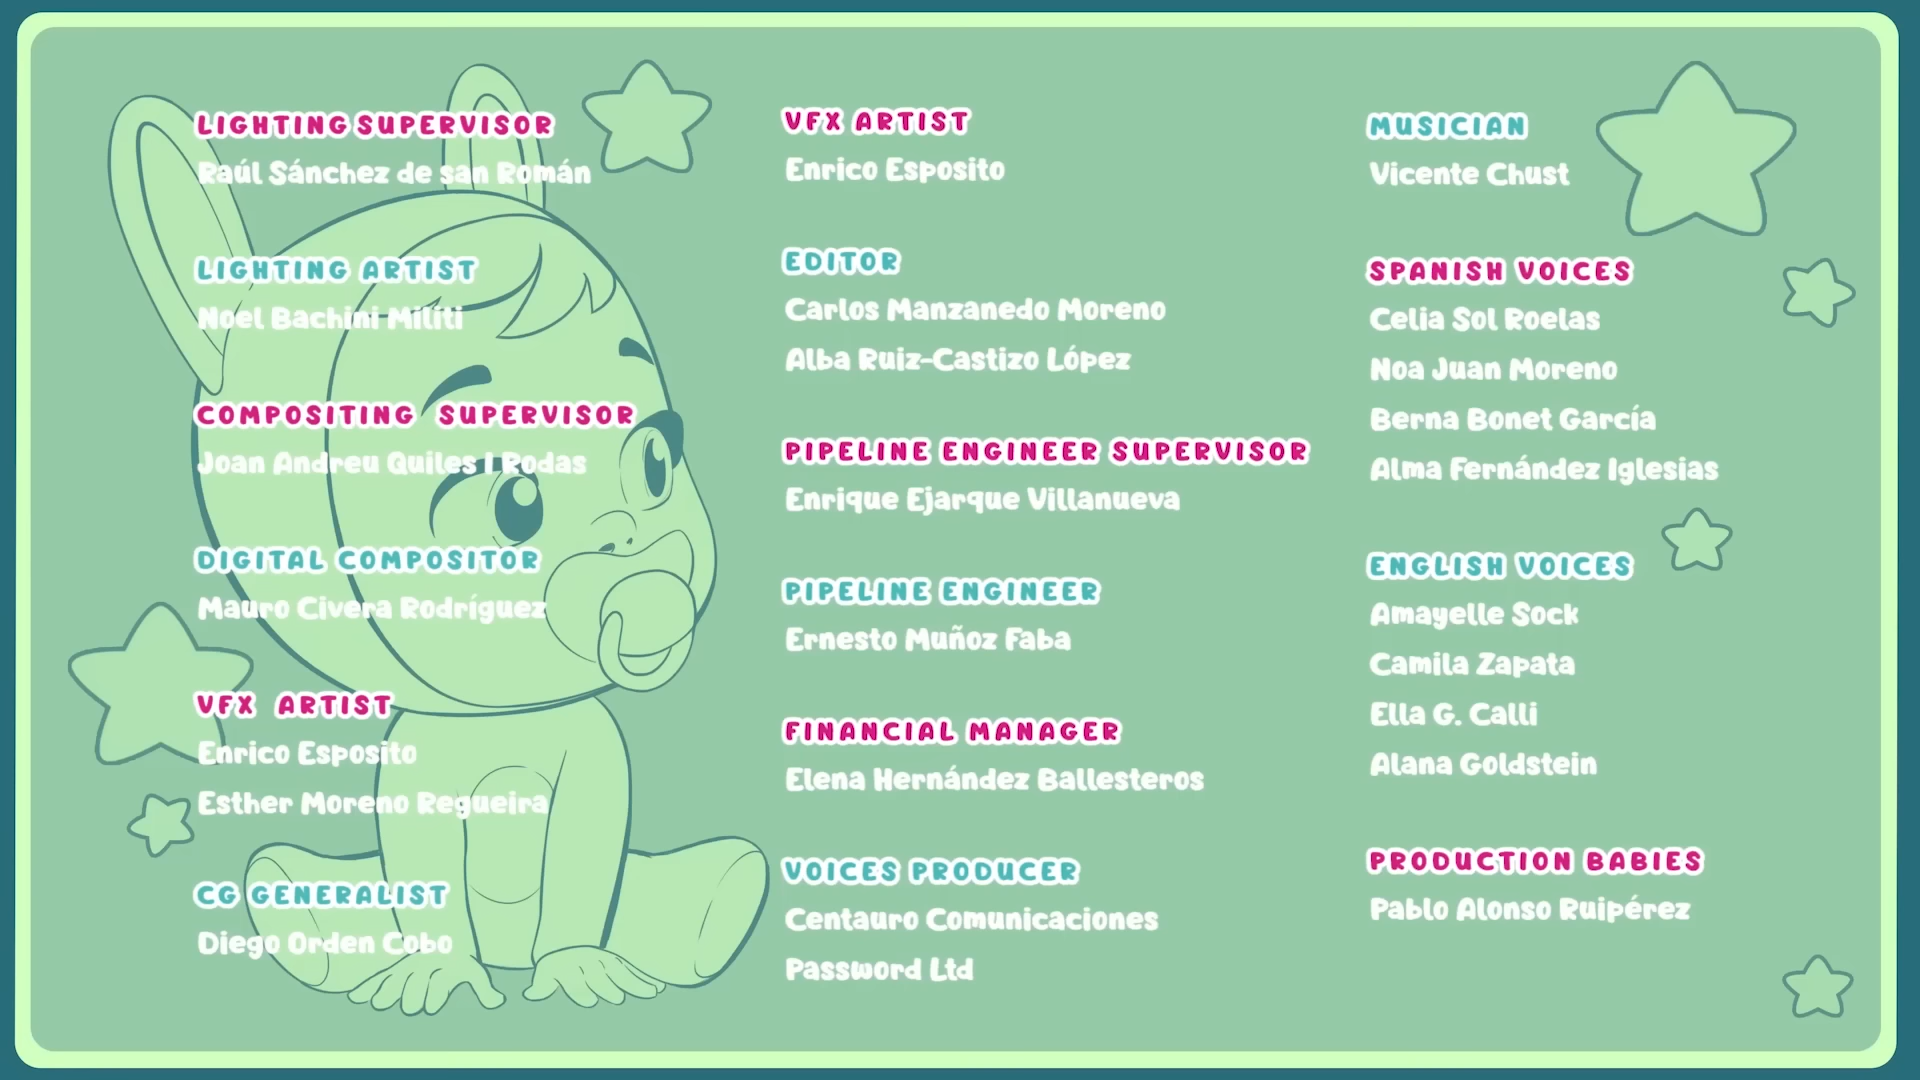 LIGHTING SUPERVISOR
Raúl Sánchez de san Román
LIGHTING ARTIST
Noel Bachini Militi
COMPOSITING SUPERVISOR
Joan Andreu Quiles I Rodas
DIGITAL COMPOSITOR
Mauro Civera Rodríguez
VFX ARTIST
Enrico Esposito
Esther Moreno Regueira
CG GENERALIST
Diego Orden Cobo
VFX ARTIST
Enrico Esposito
EDITOR
Carlos Manzanedo Moreno
Alba Ruiz-Castizo López
PIPELINE ENGINEER SUPERVISOR
Enrique Ejarque Villanueva
PIPELINE ENGINEER
Ernesto Muñoz Faba
FINANCIAL MANAGER
Elena Hernández Ballesteros
VOICES PRODUCER
Centauro Comunicaciones
Password Ltd
MUSICIAN
Vicente Chust
SPANISH VOICES
Celia Sol Roelas
Noa Juan Moreno
Berna Bonet García
Alma Fernández Iglesias
ENGLISH VOICES
Amayelle Sock
Camila Zapata
Ella G. Calli
Alana Goldstein
PRODUCTION BABIES
Pablo Alonso Ruipérez